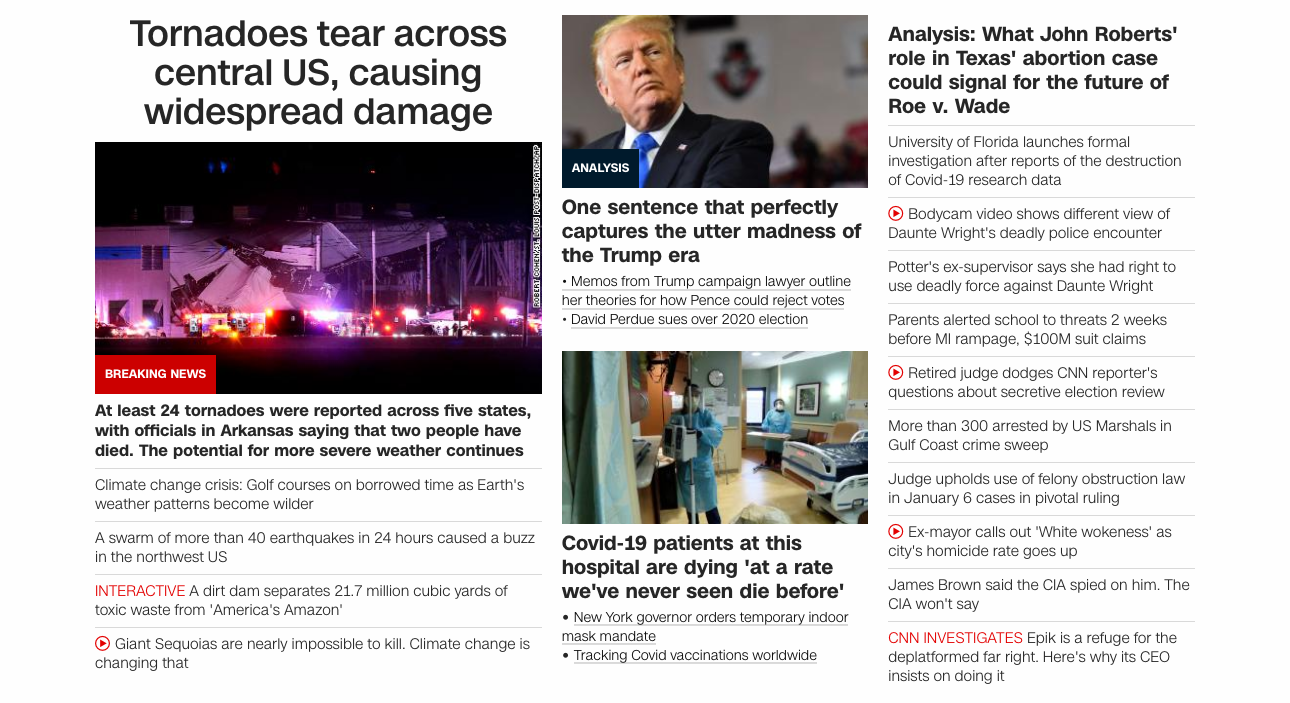 Tornadoes tear across
central US, causing
widespread damage
ROBERT COHEN/ST. LOUIS POST-DISPATCH/AP
BREAKING NEWS
At least 24 tornadoes were reported across five states,
with officials in Arkansas saying that two people have
died. The potential for more severe weather continues
Climate change crisis: Golf courses on borrowed time as Earth's
weather patterns become wilder
A swarm of more than 40 earthquakes in 24 hours caused a buzz
in the northwest US
INTERACTIVE A dirt dam separates 21.7 million cubic yards of
toxic waste from 'America's Amazon'
Giant Sequoias are nearly impossible to kill. Climate change is
changing that
ANALYSIS
One sentence that perfectly
captures the utter madness of
the Trump era
• Memos from Trump campaign lawyer outline
her theories for how Pence could reject votes
• David Perdue sues over 2020 election
Covid-19 patients at this
hospital are dying 'at a rate
we've never seen die before'
• New York governor orders temporary indoor
mask mandate
• Tracking Covid vaccinations worldwide
Analysis: What John Roberts'
role in Texas' abortion case
could signal for the future of
Roe v. Wade
University of Florida launches formal
investigation after reports of the destruction
of Covid-19 research data
Bodycam video shows different view of
Daunte Wright's deadly police encounter
Potter's ex-supervisor says she had right to
use deadly force against Daunte Wright
Parents alerted school to threats 2 weeks
before MI rampage, $100M suit claims
Retired judge dodges CNN reporter's
questions about secretive election review
More than 300 arrested by US Marshals in
Gulf Coast crime sweep
Judge upholds use of felony obstruction law
in January 6 cases in pivotal ruling
Ex-mayor calls out 'White wokeness' as
city's homicide rate goes up
James Brown said the CIA spied on him. The
CIA won't say
CNN INVESTIGATES Epik is a refuge for the
deplatformed far right. Here's why its CEO
insists on doing it